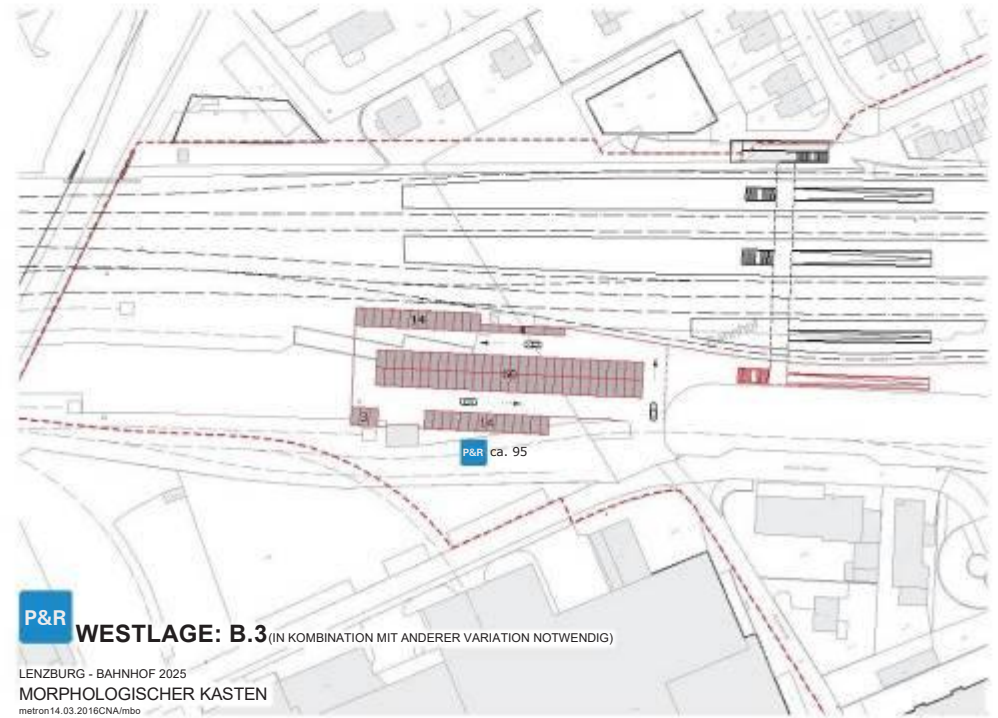 14
Bahnhof
3
14
P&R ca. 95
P&R WESTLAGE: B.3 (IN KOMBINATION MIT ANDERER VARIATION NOTWENDIG)
LENZBURG - BAHNHOF 2025
MORPHOLOGISCHER KASTEN
metron14.03.2016CNA/mbo